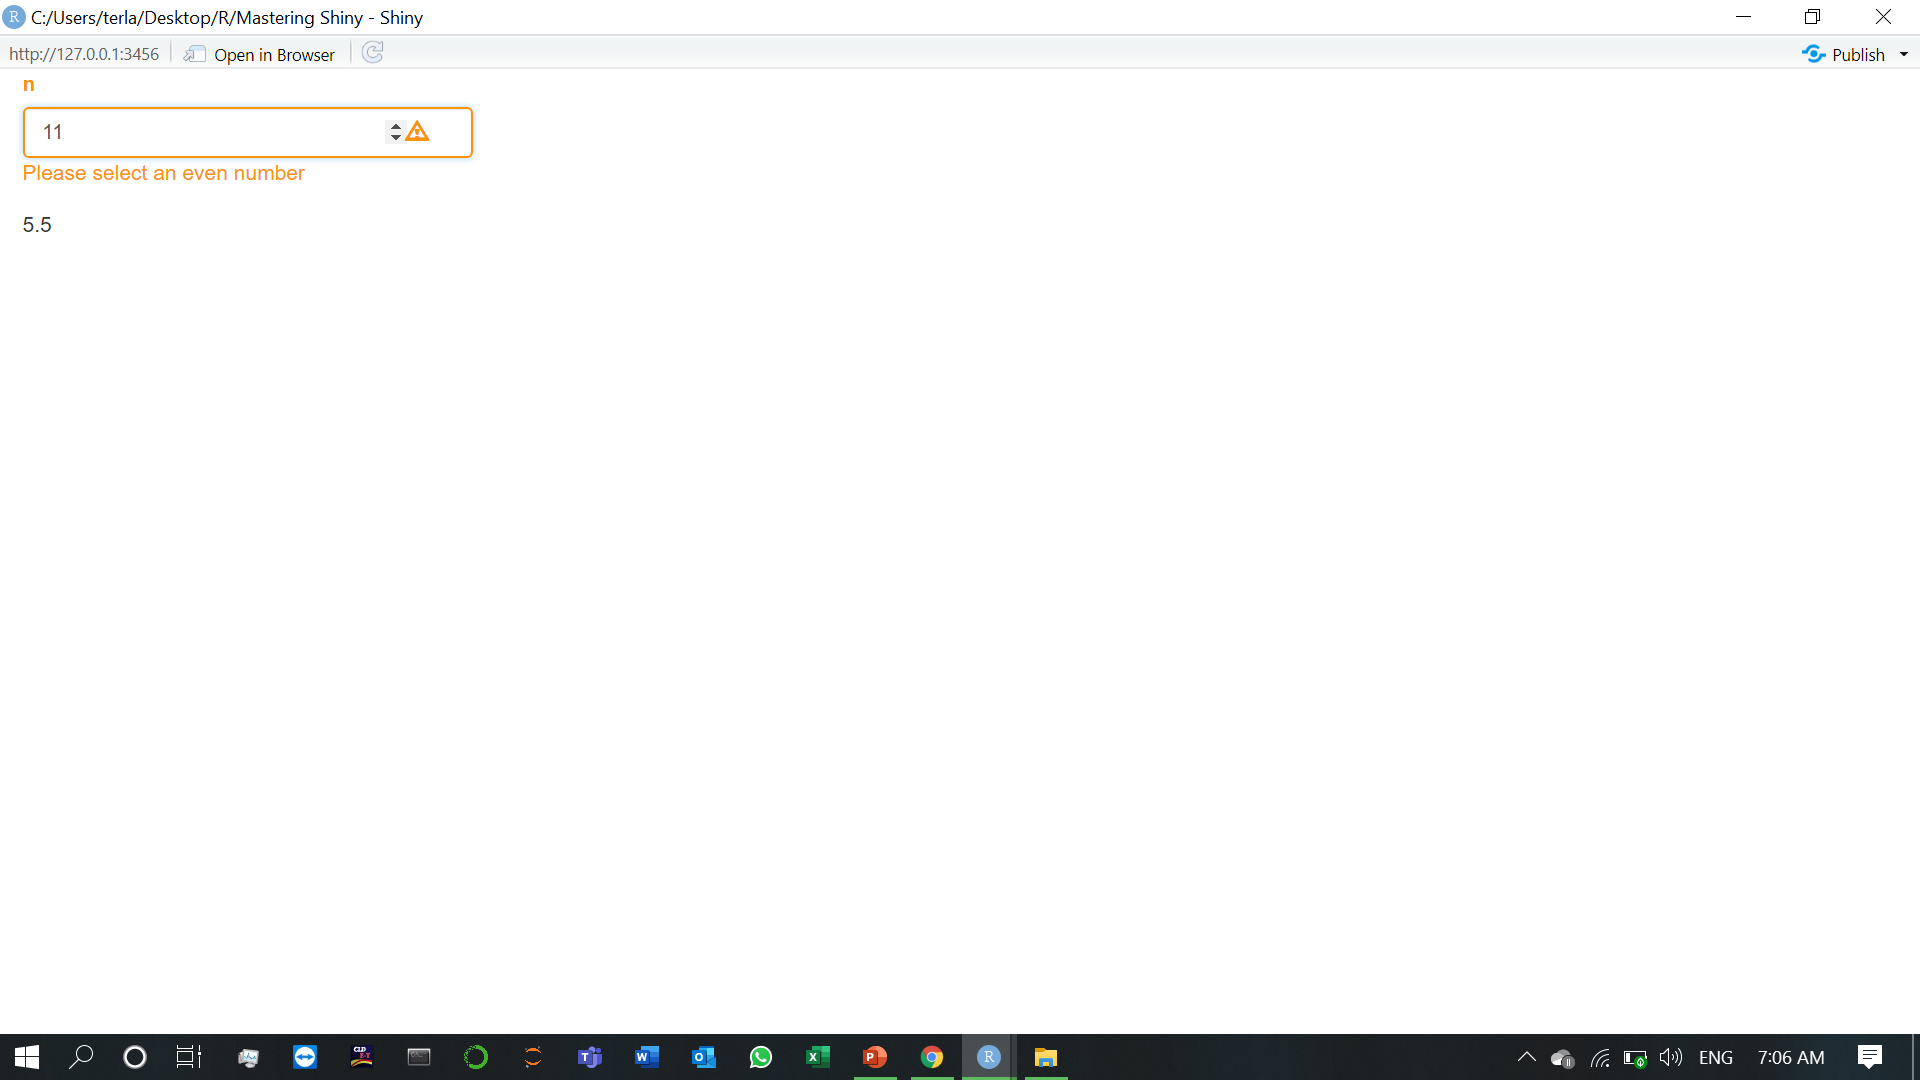 R C:/Users/terla/Desktop/R/Mastering Shiny - Shiny
http://127.0.0.1:3456 Open in Browser Publish
n
11
Please select an even number
5.5
CLD
E-T
T W O X P R ENG 7:06 AM